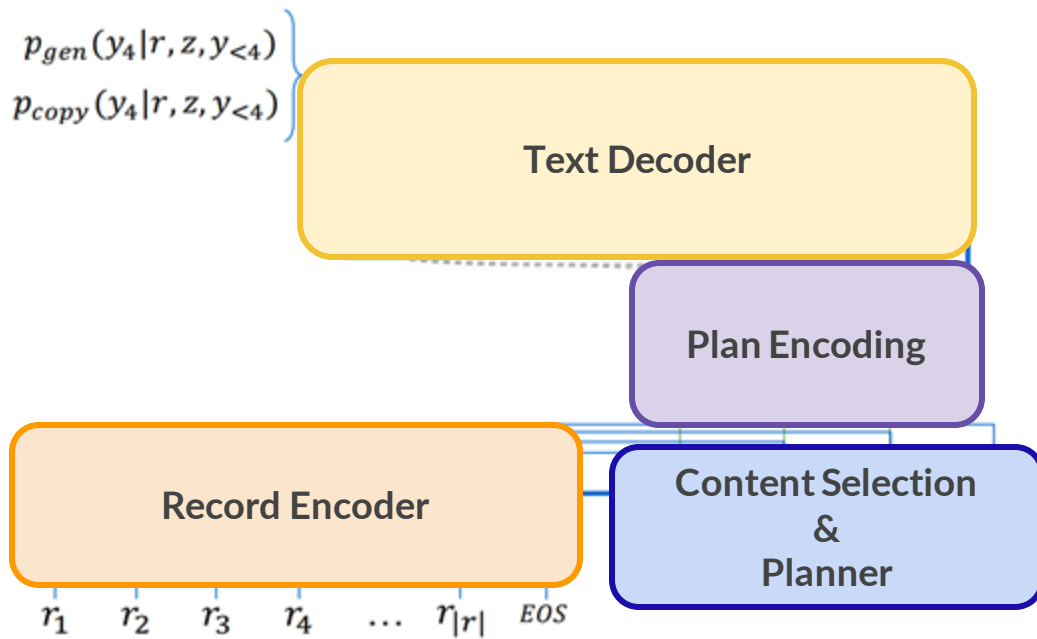 p_gen(y_4|r, z, y_<4)
p_copy(y_4|r, z, y_<4)
Text Decoder
Plan Encoding
Record Encoder
Content Selection
&
Planner
r_1 r_2 r_3 r_4 … r_|r| EOS